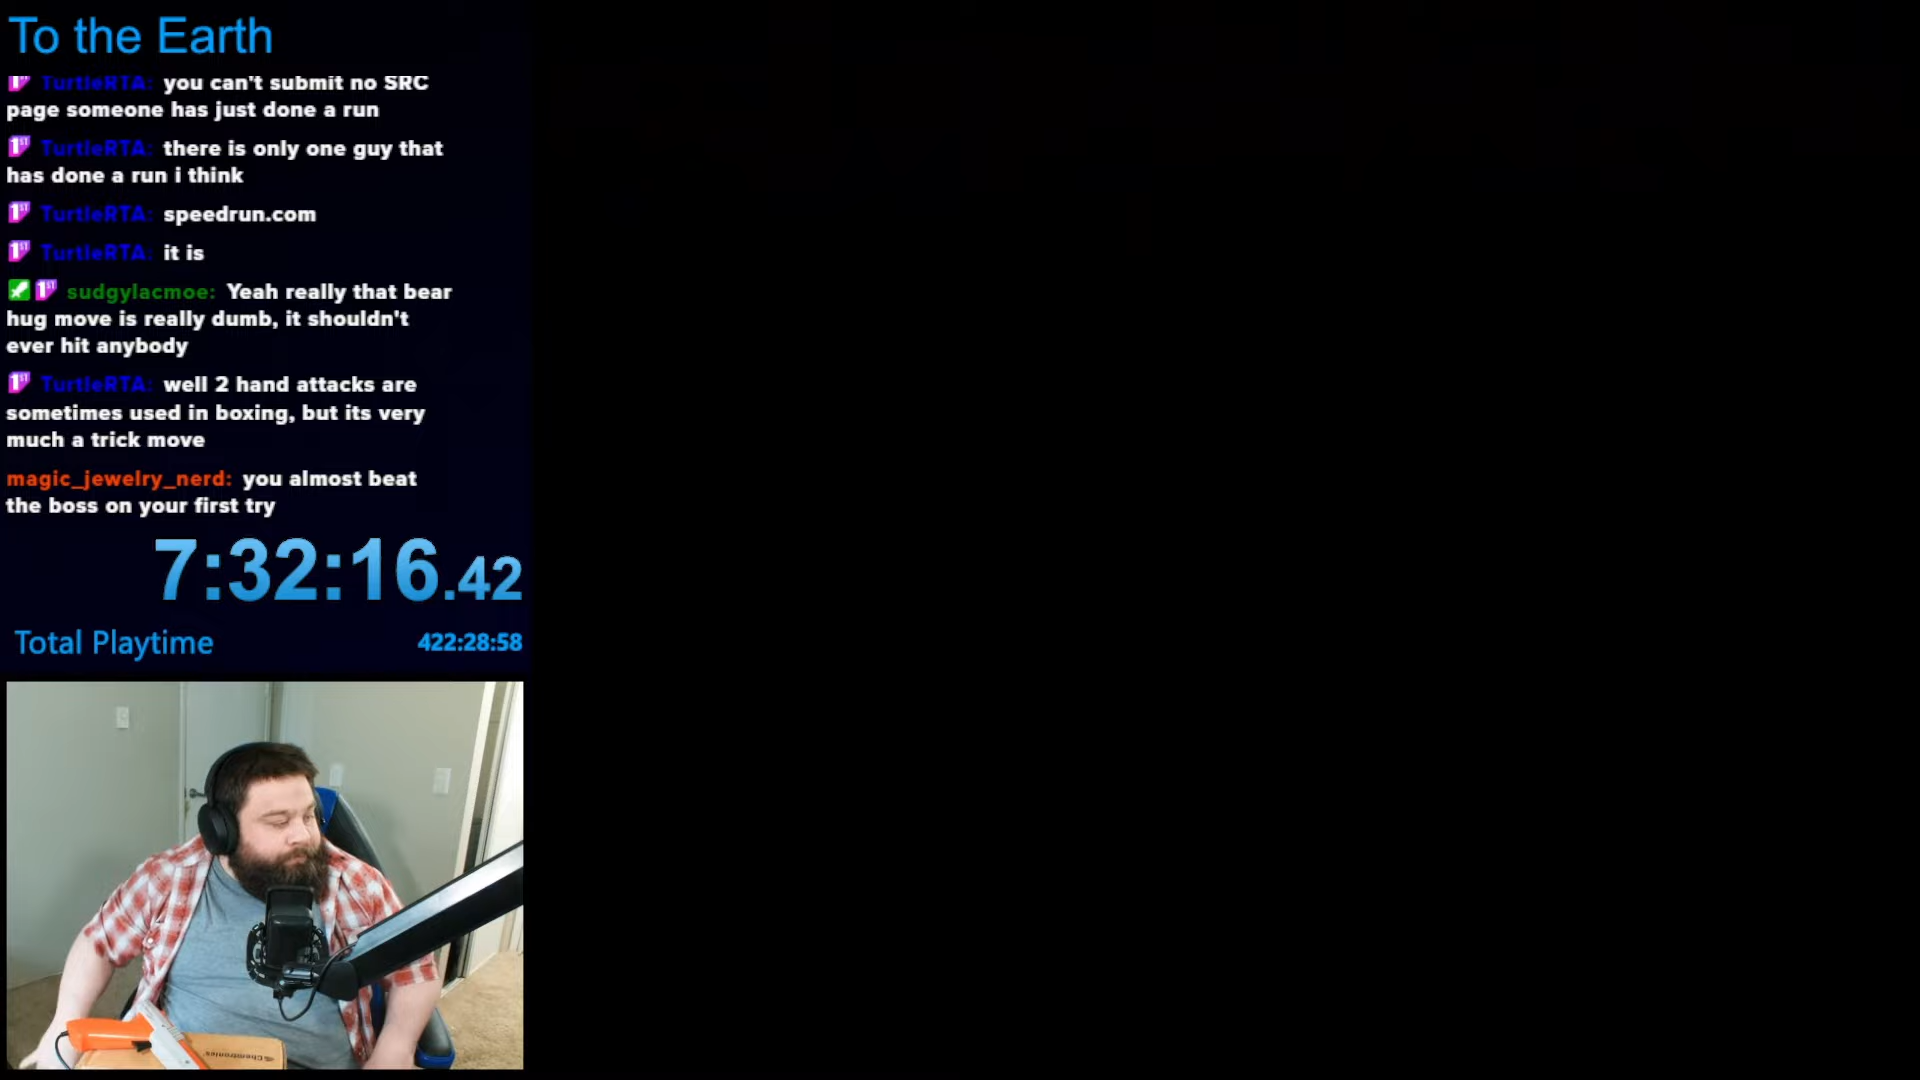 To the Earth
TurtleRTA: you can't submit no SRC
page someone has just done a run
TurtleRTA: there is only one guy that
has done a run i think
TurtleRTA: speedrun.com
TurtleRTA: it is
sudgylacmoe: Yeah really that bear
hug move is really dumb, it shouldn't
ever hit anybody
TurtleRTA: well 2 hand attacks are
sometimes used in boxing, but its very
much a trick move
magic_jewelry_nerd: you almost beat
the boss on your first try
7:32:16.42
Total Playtime 422:28:58
Chemtronics